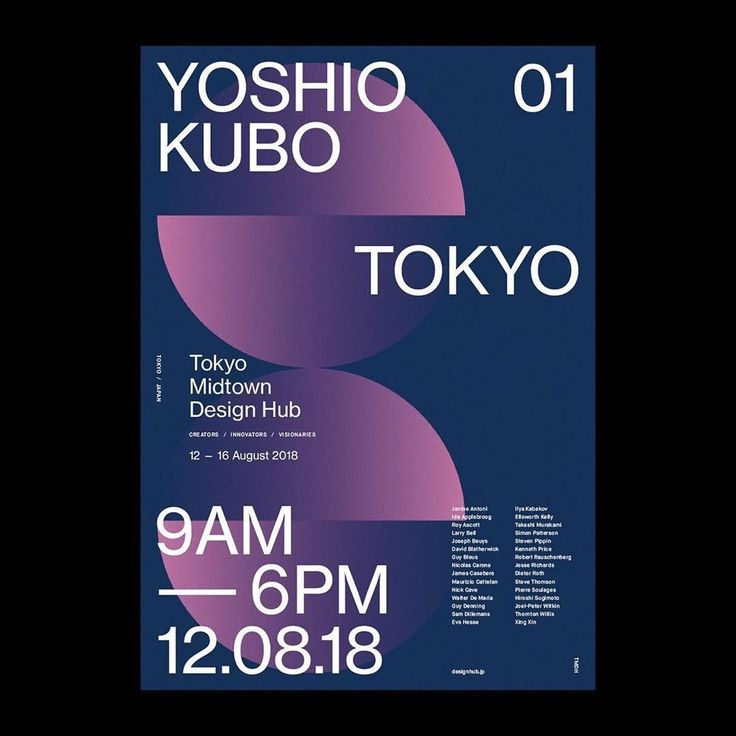 YOSHIO
KUBO
01
TOKYO
TOKYO / JAPAN
Tokyo
Midtown
Design Hub
CREATORS / INNOVATORS / VISIONARIES
12 — 16 August 2018
9AM
— 6PM
12.08.18
Janine Antoni
Ida Applebroog
Roy Ascott
Larry Bell
Joseph Beuys
David Blatherwick
Guy Bleus
Nicolas Carone
James Casebere
Maurizio Cattelan
Nick Cave
Walter De Maria
Guy Denning
Sam Dillemans
Eva Hesse
Ilya Kabakov
Ellsworth Kelly
Takashi Murakami
Simon Patterson
Steven Pippin
Kenneth Price
Robert Rauschenberg
Jesse Richards
Dieter Roth
Steve Thomson
Pierre Soulages
Hiroshi Sugimoto
Joel-Peter Witkin
Thornton Willis
Xing Xin
designhub.jp
TMDH